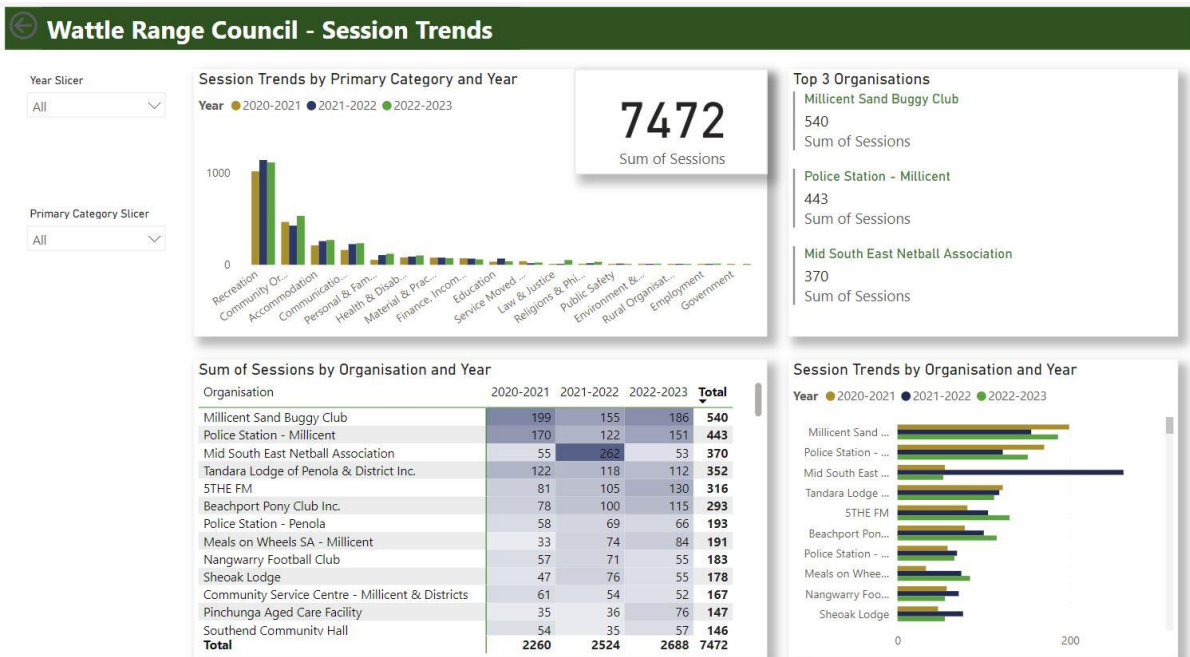 Wattle Range Council - Session Trends
Year Slicer
All
Primary Category Slicer
All
Session Trends by Primary Category and Year
Year 2020-2021 2021-2022 2022-2023
1000
0
Recreation
Community Or...
Accommodation
Communicatio...
Personal & Fam...
Health & Disab...
Material & Prac...
Finance, Incom...
Education
Service Moved ...
Law & Justice
Religions & Phi...
Public Safety
Environment &...
Rural Organisat...
Employment
Government
7472
Sum of Sessions
Top 3 Organisations
Millicent Sand Buggy Club
540
Sum of Sessions
Police Station - Millicent
443
Sum of Sessions
Mid South East Netball Association
370
Sum of Sessions
Sum of Sessions by Organisation and Year
Organisation 2020-2021 2021-2022 2022-2023 Total
Millicent Sand Buggy Club 199 155 186 540
Police Station - Millicent 170 122 151 443
Mid South East Netball Association 55 262 53 370
Tandara Lodge of Penola & District Inc. 122 118 112 352
5THE FM 81 105 130 316
Beachport Pony Club Inc. 78 100 115 293
Police Station - Penola 58 69 66 193
Meals on Wheels SA - Millicent 33 74 84 191
Nangwarry Football Club 57 71 55 183
Sheoak Lodge 47 76 55 178
Community Service Centre - Millicent & Districts 61 54 52 167
Pinchunga Aged Care Facility 35 36 76 147
Southend Community Hall 54 35 57 146
Total 2260 2524 2688 7472
Session Trends by Organisation and Year
Year 2020-2021 2021-2022 2022-2023
Millicent Sand ...
Police Station - ...
Mid South East ...
Tandara Lodge ...
5THE FM
Beachport Pon...
Police Station - ...
Meals on Whee...
Nangwarry Foo...
Sheoak Lodge
0 200